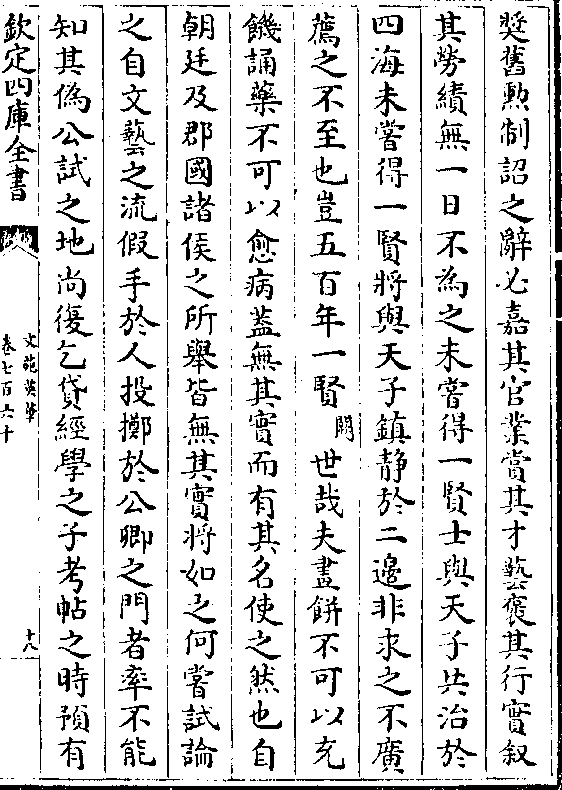 奨舊勲制詔之辭必嘉其官業賞其才藝褒其行實叙
其勞績無一日不為之未嘗得一賢士與天子共治於
四海未嘗得一賢將與天子鎮静於二邉非求之不廣
薦之不至也豈五百年一賢闕世哉夫畫餅不可以充
饑誦藥不可以愈病葢無其實而有其名使之然也自
朝廷及郡國諸侯之所舉皆無其實將如之何嘗試論
之自文藝之流假手於人投擲於公卿之門者率不能
知其偽公試之地尚復乞貸經學之子考帖之時預有
欽定四庫全書
文苑英華
卷七百六十
十八